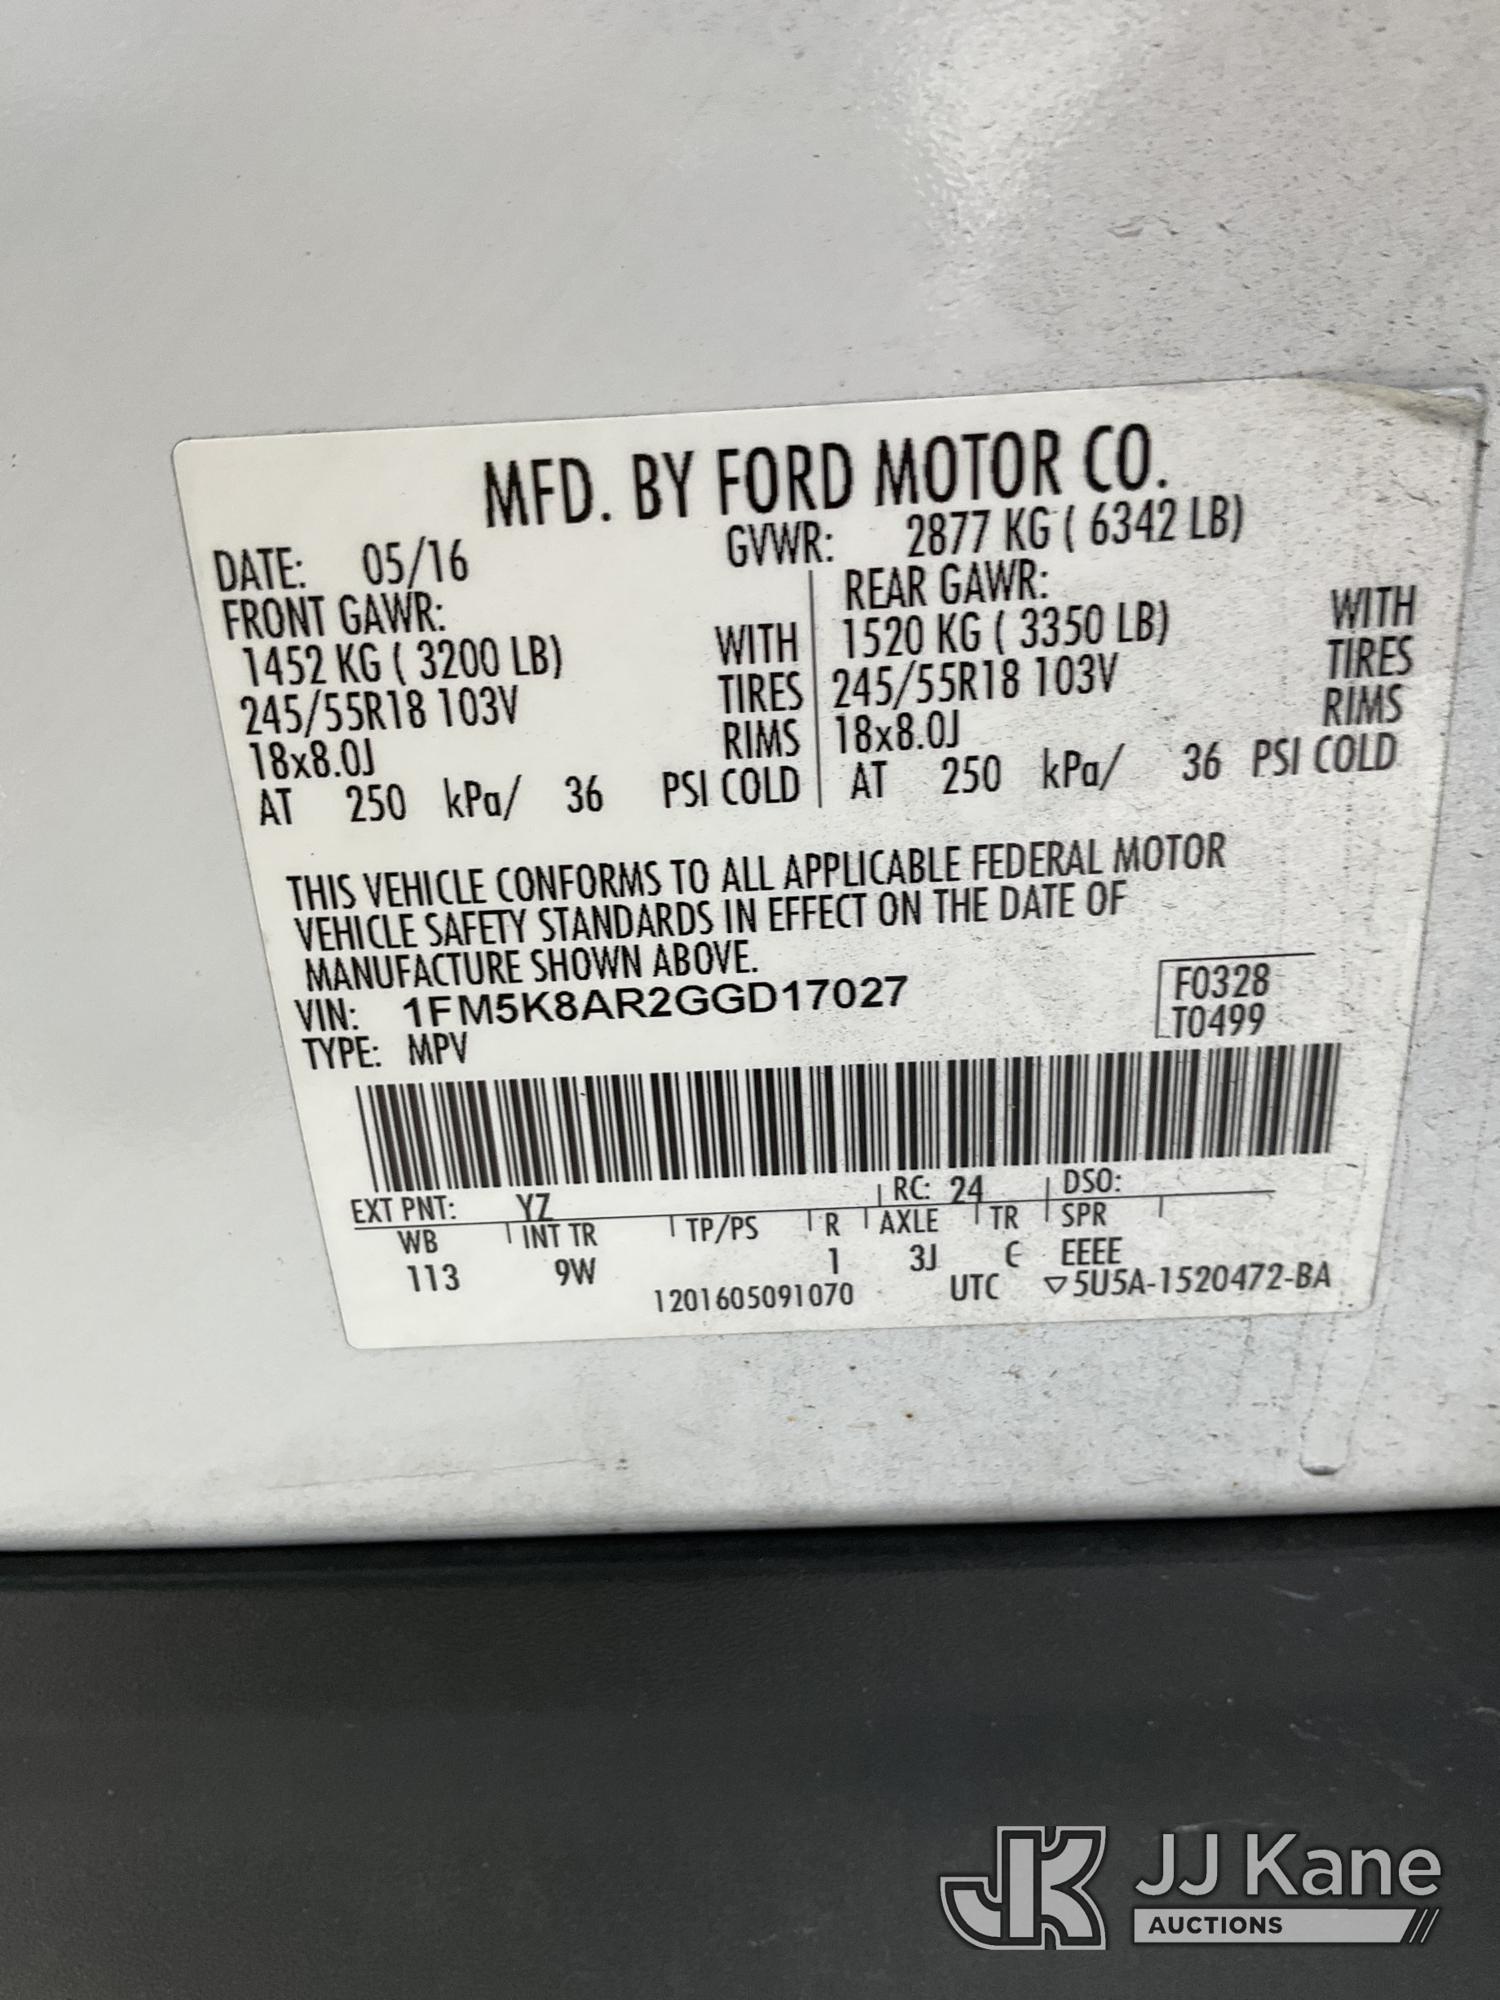 MFD. BY FORD MOTOR CO.
DATE: 05/16 GVWR: 2877 KG ( 6342 LB)
FRONT GAWR: REAR GAWR:
1452 KG ( 3200 LB) WITH 1520 KG ( 3350 LB) WITH
245/55R18 103V TIRES 245/55R18 103V TIRES
18x8.0J RIMS 18x8.0J RIMS
AT 250 kPa/ 36 PSI COLD AT 250 kPa/ 36 PSI COLD
THIS VEHICLE CONFORMS TO ALL APPLICABLE FEDERAL MOTOR
VEHICLE SAFETY STANDARDS IN EFFECT ON THE DATE OF
MANUFACTURE SHOWN ABOVE.
VIN: 1FM5K8AR2GGD17027 F0328
TYPE: MPV T0499
EXT PNT: YZ RC: 24 DSO:
WB INT TR TP/PS R AXLE TR SPR
113 9W 1 3J EEEE
1201605091070 UTC ▽5U5A-1520472-BA
JK JJ Kane
AUCTIONS